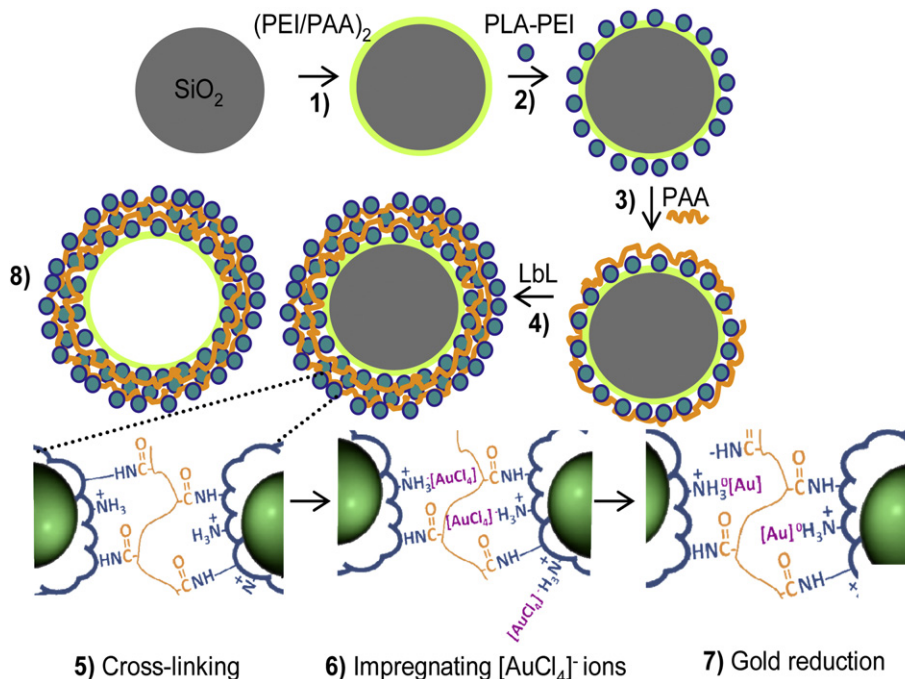 (PEI/PAA)₂ PLA-PEI
SiO₂
1) 2)
3) PAA
8) LbL
4)
-HN C O O C NH- NH₃⁺ H₃N⁺ O C HN O C NH N⁺
NH₃⁺ -[AuCl₄] O C O C NH [AuCl₄]⁻ H₃N⁺ O C HN O C NH [AuCl₄]⁻ H₃N⁺
-HN C O O C NH NH₃⁺ ⁰[Au] [Au]⁰ H₃N⁺ O C HN O C NH- +
5) Cross-linking 6) Impregnating [AuCl₄]⁻ ions 7) Gold reduction